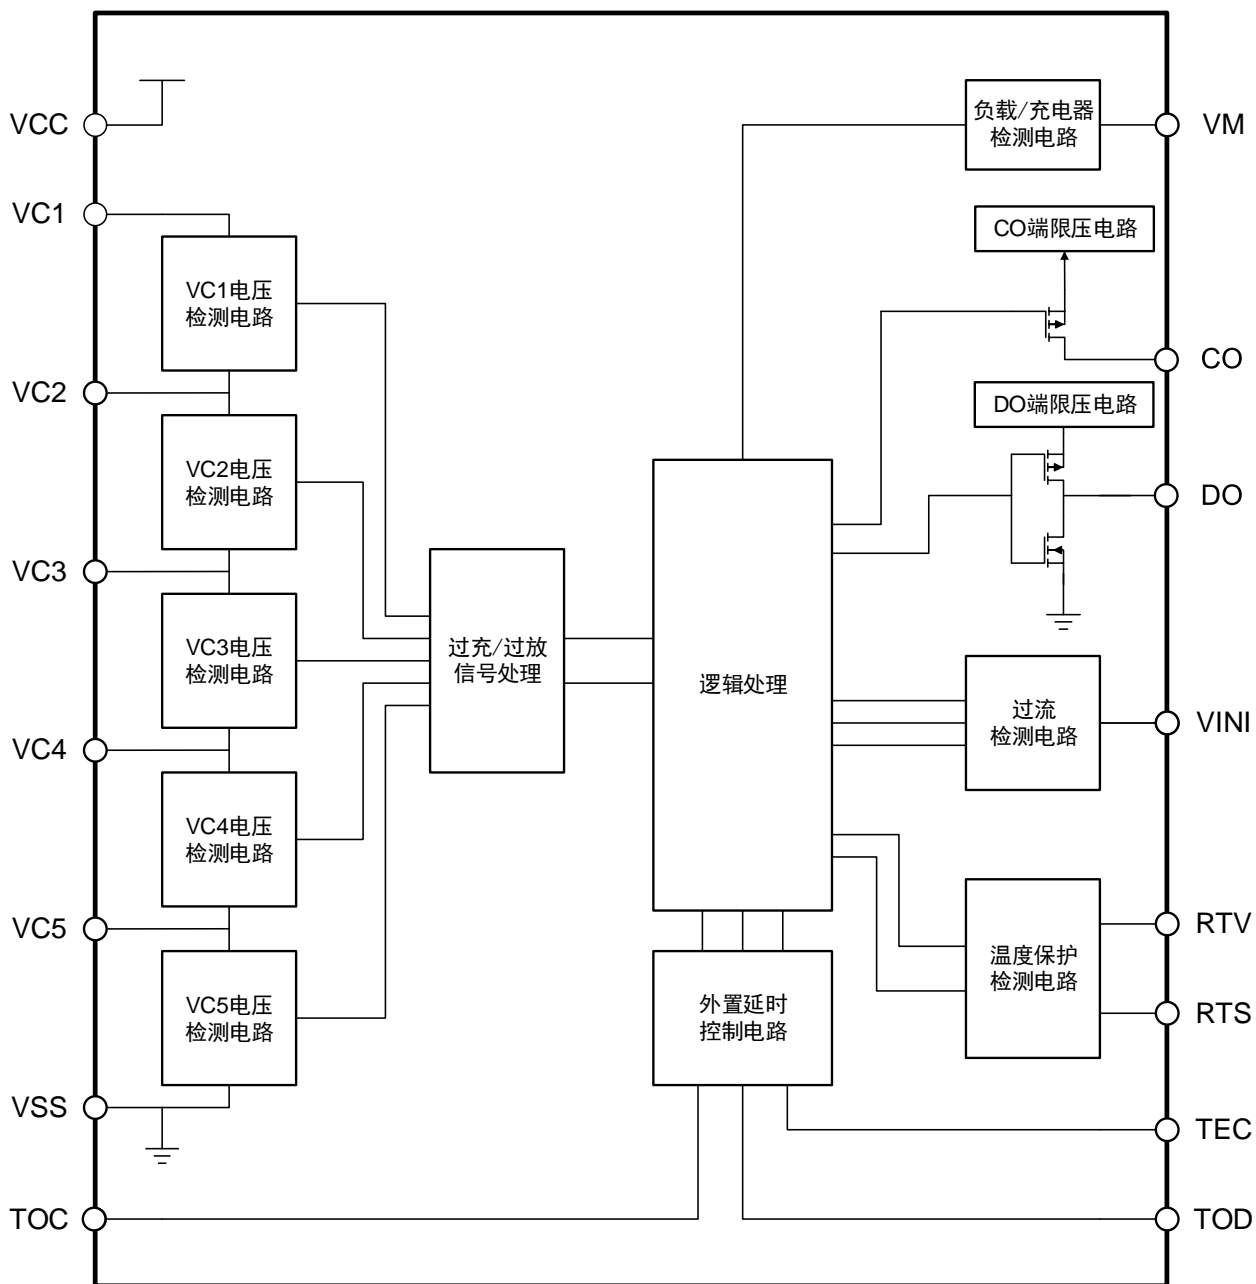 VCC
负载/充电器
检测电路
VM
VC1
CO端限压电路
VC1电压
检测电路
CO
VC2
DO端限压电路
VC2电压
检测电路
DO
VC3
VC3电压
检测电路
过充/过放
信号处理
逻辑处理
过流
检测电路
VINI
VC4
VC4电压
检测电路
VC5
RTV
温度保护
检测电路
VC5电压
检测电路
外置延时
控制电路
RTS
VSS
TEC
TOC
TOD